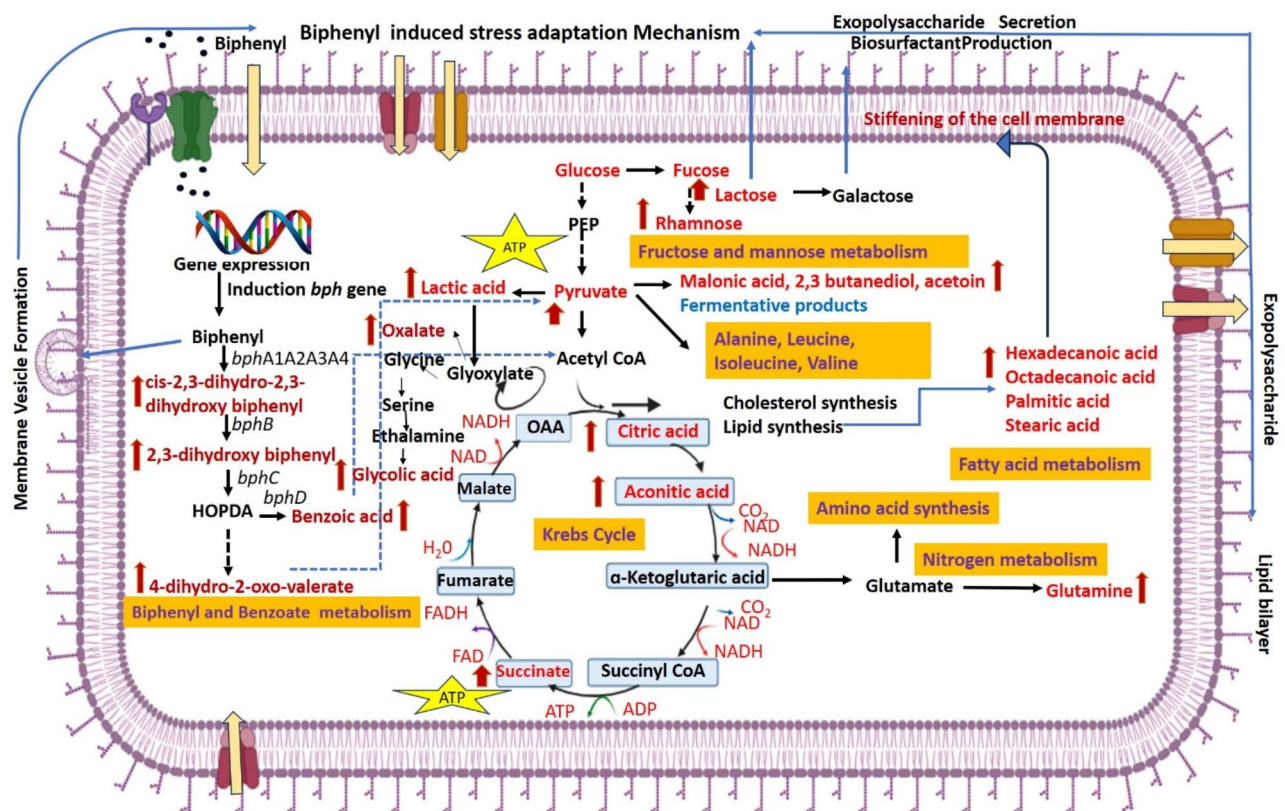 Biphenyl induced stress adaptation Mechanism
Exopolysaccharide Secretion
BiosurfactantProduction
Biphenyl
Stiffening of the cell membrane
Membrane Vesicle Formation
Exopolysaccharide
Lipid bilayer
Gene expression
Induction bph gene
Biphenyl
bphA1A2A3A4
cis-2,3-dihydro-2,3-
dihydroxy biphenyl
bphB
2,3-dihydroxy biphenyl
bphC
bphD
HOPDA
Benzoic acid
4-dihydro-2-oxo-valerate
Biphenyl and Benzoate metabolism
Glucose
Fucose
Lactose
Galactose
Rhamnose
PEP
ATP
Fructose and mannose metabolism
Lactic acid
Pyruvate
Malonic acid, 2,3 butanediol, acetoin
Fermentative products
Oxalate
Glycine
Glyoxylate
Acetyl CoA
Alanine, Leucine,
Isoleucine, Valine
Serine
Ethalamine
Glycolic acid
Cholesterol synthesis
Lipid synthesis
Hexadecanoic acid
Octadecanoic acid
Palmitic acid
Stearic acid
Fatty acid metabolism
NADH
NAD
OAA
Citric acid
Malate
Aconitic acid
CO2
NAD
NADH
Krebs Cycle
H20
Fumarate
α-Ketoglutaric acid
Amino acid synthesis
Nitrogen metabolism
Glutamate
Glutamine
FADH
FAD
CO2
NAD
NADH
Succinate
Succinyl CoA
ATP
ATP
ADP